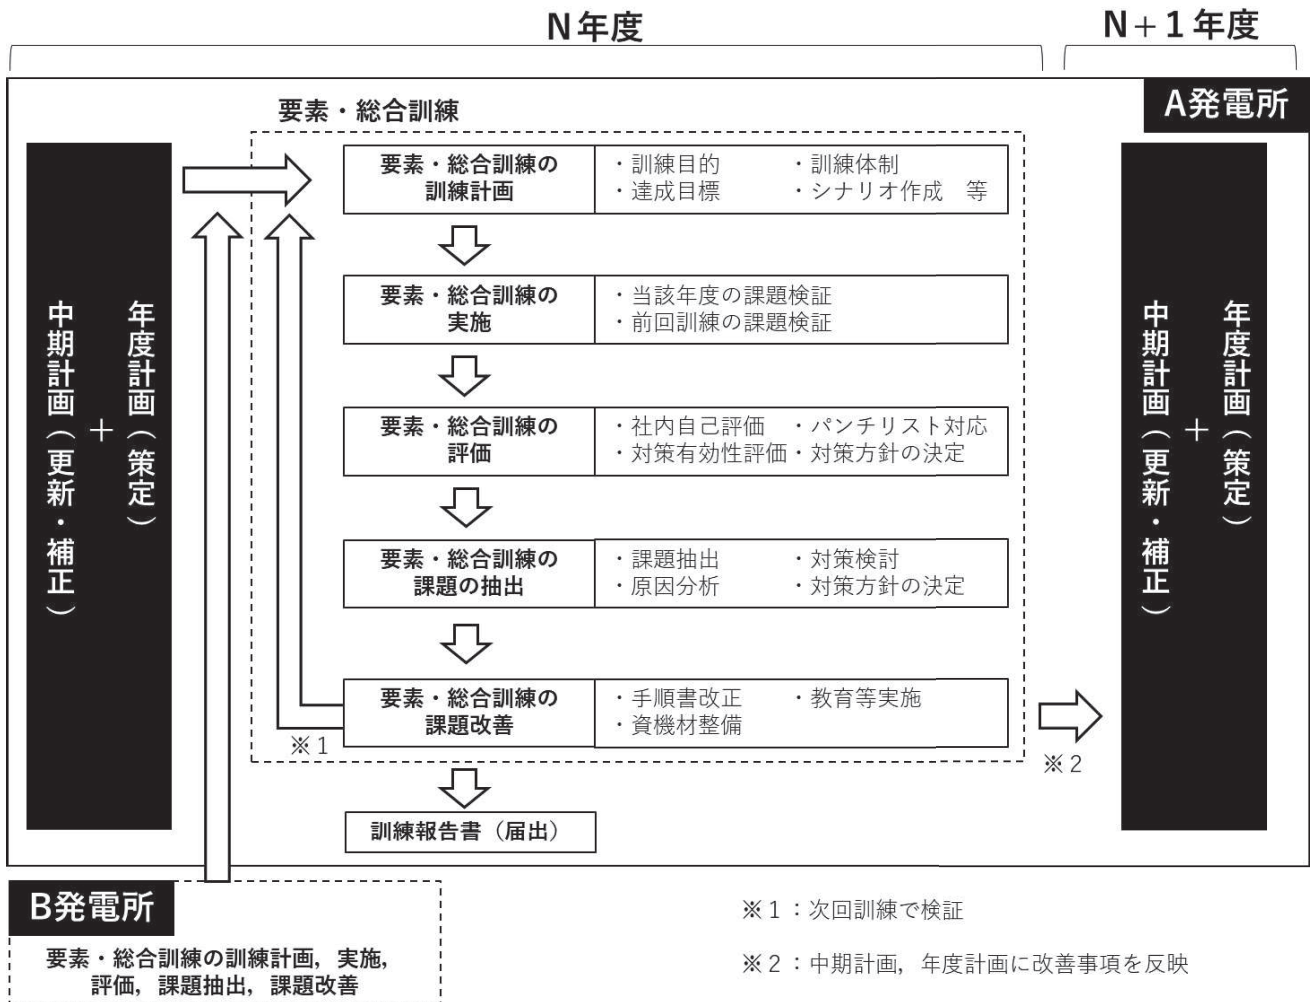 N年度
N＋1年度
A発電所
要素・総合訓練
中期計画（更新・補正）
＋
年度計画（策定）
要素・総合訓練の
訓練計画
・訓練目的　・訓練体制
・達成目標　・シナリオ作成　等
要素・総合訓練の
実施
・当該年度の課題検証
・前回訓練の課題検証
要素・総合訓練の
評価
・社内自己評価　・パンチリスト対応
・対策有効性評価・対策方針の決定
要素・総合訓練の
課題の抽出
・課題抽出　・対策検討
・原因分析　・対策方針の決定
要素・総合訓練の
課題改善
・手順書改正　・教育等実施
・資機材整備
※1
※2
訓練報告書（届出）
中期計画（更新・補正）
＋
年度計画（策定）
B発電所
要素・総合訓練の訓練計画，実施，
評価，課題抽出，課題改善
※1：次回訓練で検証
※2：中期計画，年度計画に改善事項を反映